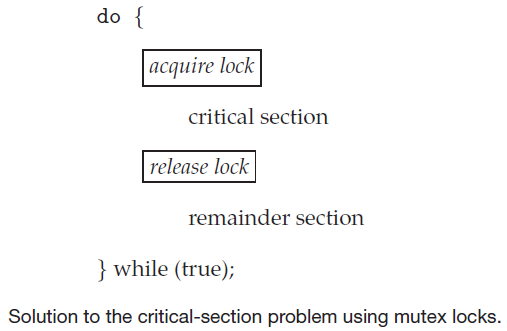 do {
acquire lock
critical section
release lock
remainder section
} while (true);
Solution to the critical-section problem using mutex locks.